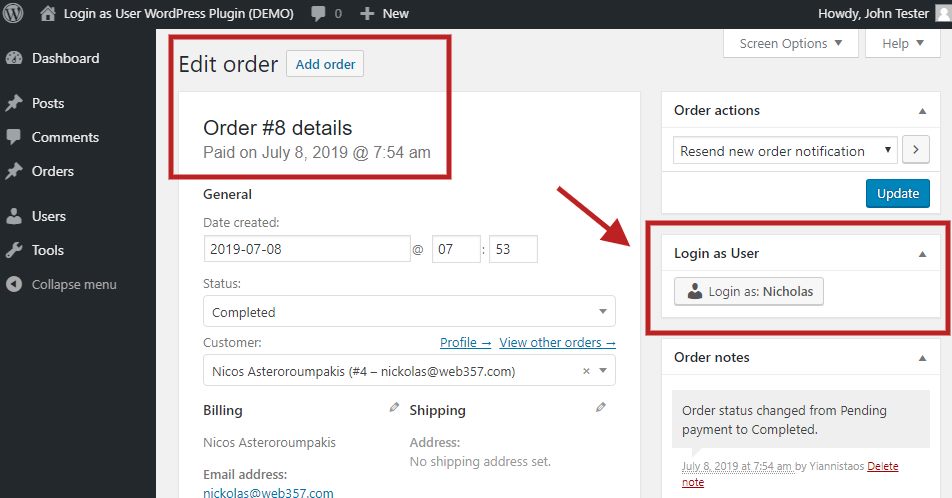 Login as User WordPress Plugin (DEMO) 0 + New Howdy, John Tester
Screen Options ▼ Help ▼
Dashboard
Posts
Comments
Orders
Users
Tools
Collapse menu
Edit order Add order
Order #8 details
Paid on July 8, 2019 @ 7:54 am
General
Date created:
2019-07-08 @ 07 : 53
Status:
Completed
Customer: Profile → View other orders →
Nicos Asteroroumpakis (#4 – nickolas@web357.com) ×
Billing Shipping
Nicos Asteroroumpakis
Address:
No shipping address set.
Email address:
nickolas@web357.com
Order actions
Resend new order notification
Update
Login as User
Login as: Nicholas
Order notes
Order status changed from Pending
payment to Completed.
July 8, 2019 at 7:54 am by Yiannistaos Delete
note